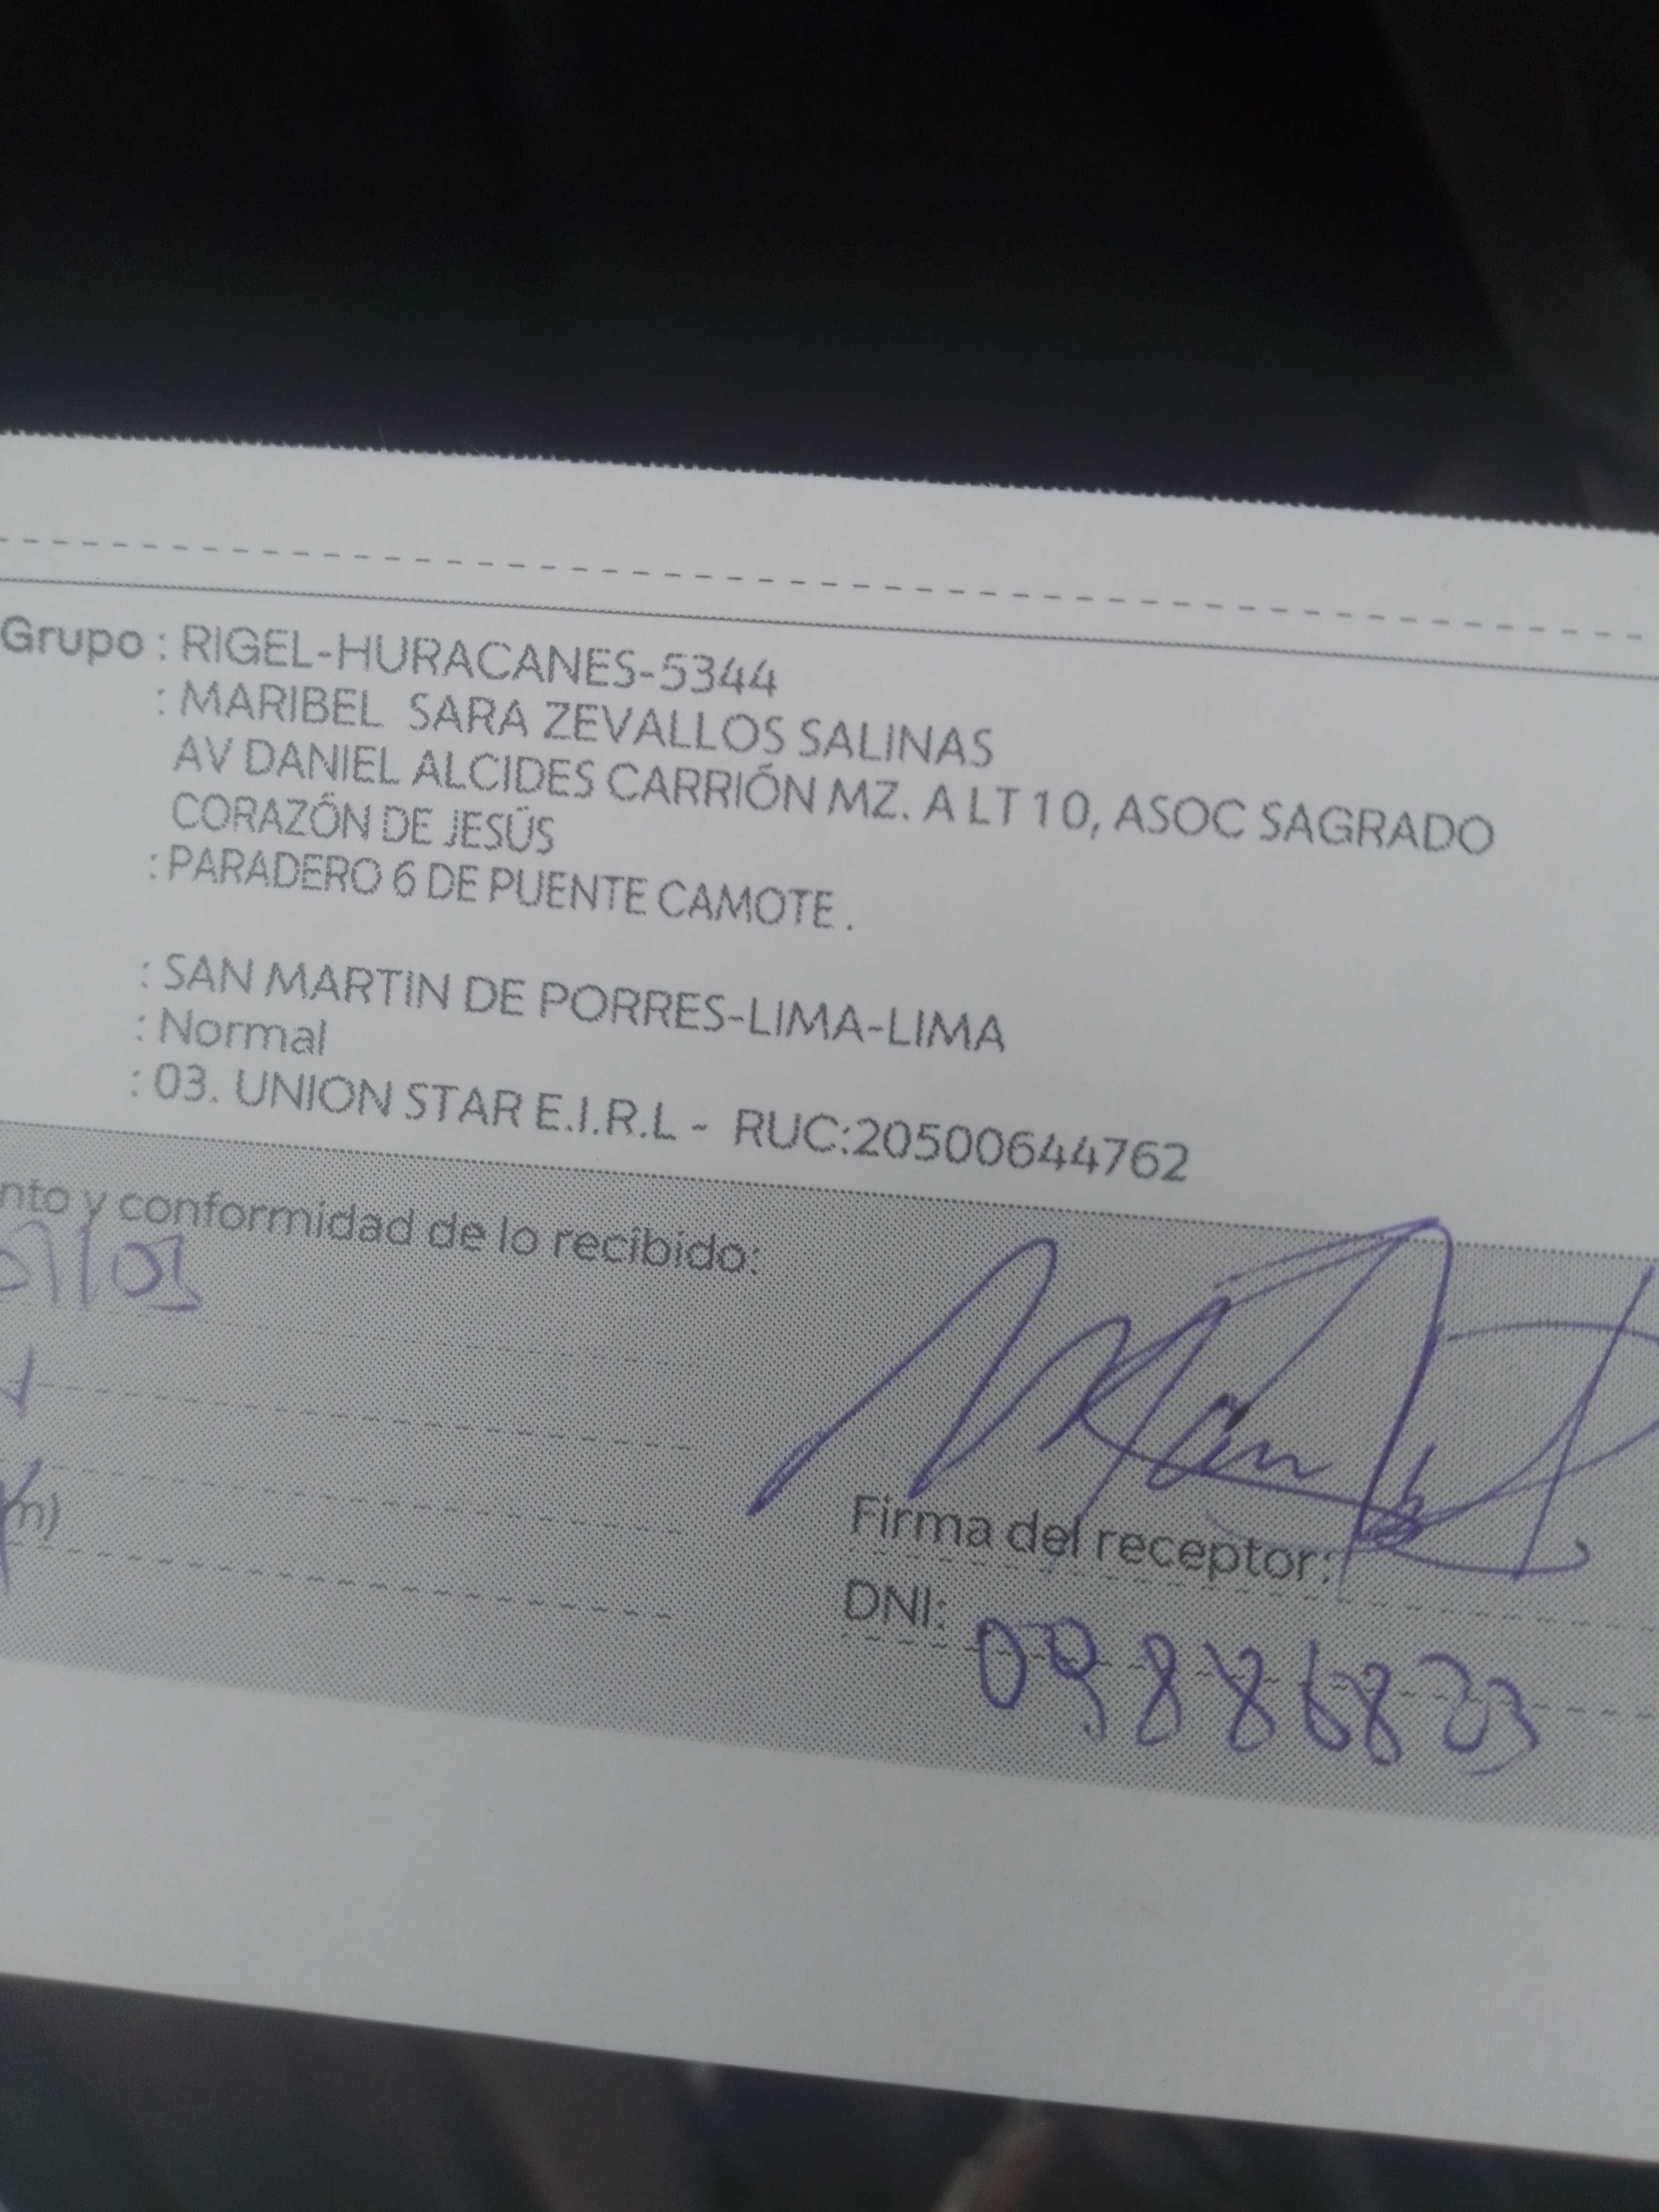 Grupo : RIGEL-HURACANES-5344
: MARIBEL SARA ZEVALLOS SALINAS
AV DANIEL ALCIDES CARRIÓN MZ. A LT 10, ASOC SAGRADO
CORAZÓN DE JESÚS
: PARADERO 6 DE PUENTE CAMOTE .
: SAN MARTIN DE PORRES-LIMA-LIMA
: Normal
: 03. UNION STAR E.I.R.L - RUC:20500644762
nto y conformidad de lo recibido:
m)
Firma del receptor:
DNI: 09886823